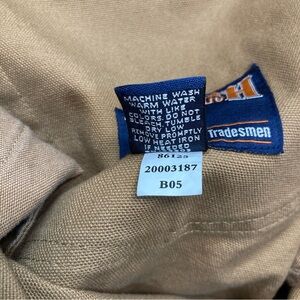 MACHINE WASH
WARM WATER
WITH LIKE
COLORS. DO NOT
BLEACH. TUMBLE
DRY LOW
REMOVE PROMPTLY
LOW HEAT IRON
IF NEEDED
Tradesmen
86125
20003187
B05